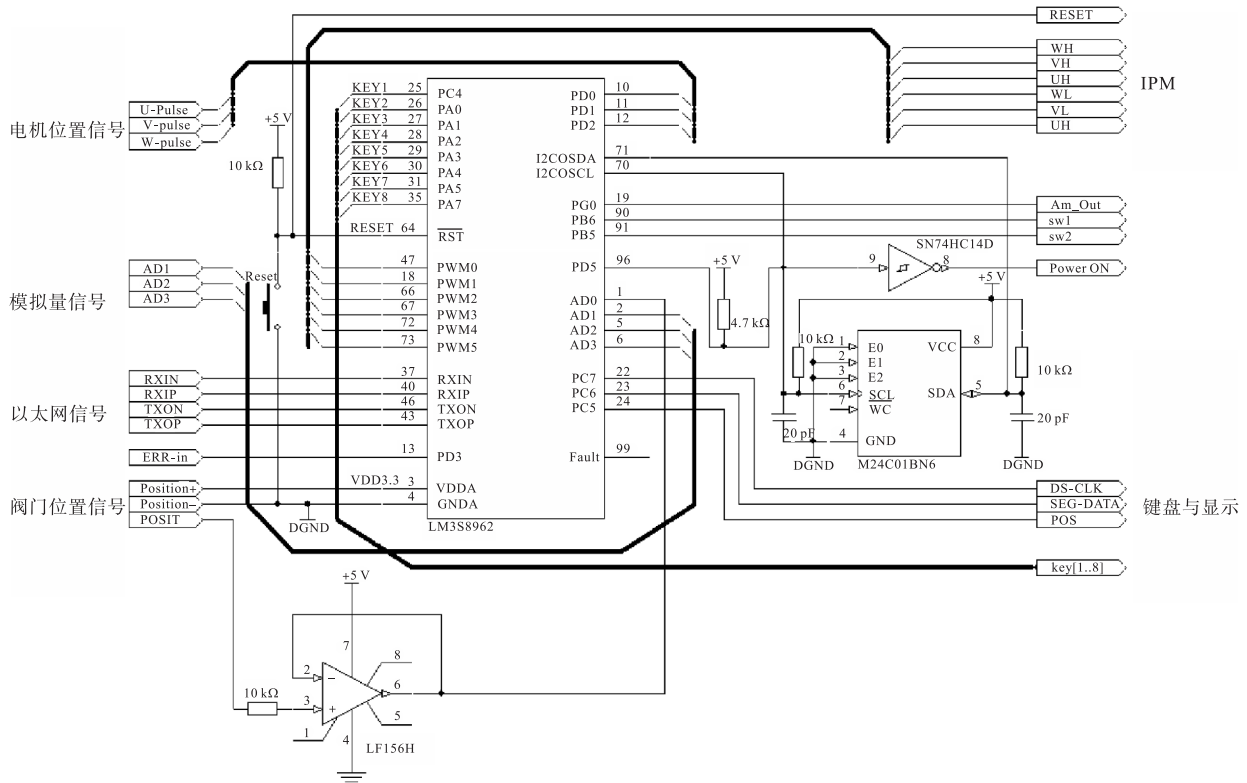 RESET
WH
VH
UH
WL
VL
UH
IPM
电机位置信号
U-Pulse
V-pulse
W-pulse
+5 V
10 kΩ
KEY1 25 PC4
KEY2 26 PA0
KEY3 27 PA1
KEY4 28 PA2
KEY5 29 PA3
KEY6 30 PA4
KEY7 31 PA5
KEY8 35 PA7
RESET 64 RST
47 PWM0
18 PWM1
66 PWM2
67 PWM3
72 PWM4
73 PWM5
37 RXIN
40 RXIP
46 TXON
43 TXOP
13 PD3
VDD3.3 3 VDDA
4 GNDA
LM3S8962
PD0 10
PD1 11
PD2 12
I2COSDA 71
I2COSCL 70
PG0 19
PB6 90
PB5 91
PD5 96
AD0 1
AD1 2
AD2 5
AD3 6
PC7 22
PC6 23
PC5 24
Fault 99
Am_Out
sw1
sw2
SN74HC14D
9 8
Power ON
+5 V
4.7 kΩ
+5 V
10 kΩ
10 kΩ
1 E0
2 E1
3 E2
6 SCL
7 WC
4 GND
VCC 8
SDA 5
M24C01BN6
20 pF
20 pF
DGND
DGND
模拟量信号
AD1
AD2
AD3
Reset
以太网信号
RXIN
RXIP
TXON
TXOP
ERR-in
阀门位置信号
Position+
Position−
POSIT
DGND
DS-CLK
SEG-DATA
POS
键盘与显示
key[1..8]
+5 V
7
8
2 −
6
10 kΩ
3 +
5
1
4
LF156H